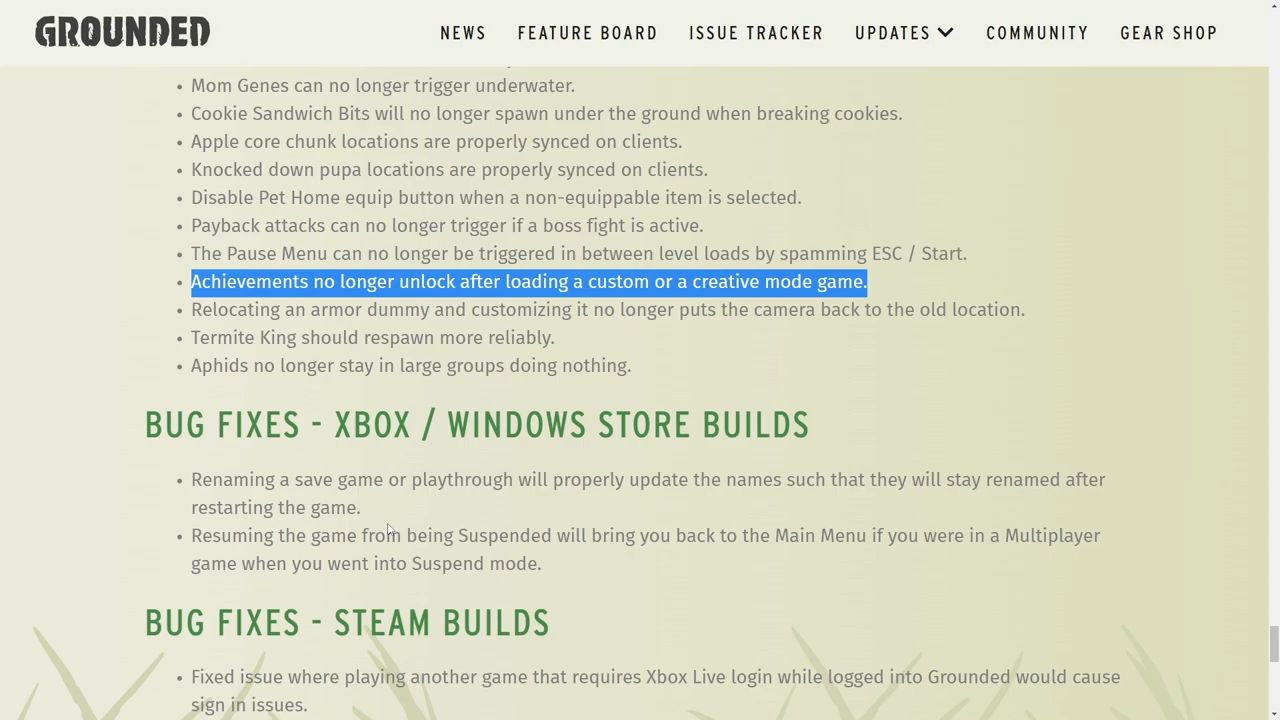 GROUNDED
NEWS FEATURE BOARD ISSUE TRACKER UPDATES COMMUNITY GEAR SHOP
• Mom Genes can no longer trigger underwater.
• Cookie Sandwich Bits will no longer spawn under the ground when breaking cookies.
• Apple core chunk locations are properly synced on clients.
• Knocked down pupa locations are properly synced on clients.
• Disable Pet Home equip button when a non-equippable item is selected.
• Payback attacks can no longer trigger if a boss fight is active.
• The Pause Menu can no longer be triggered in between level loads by spamming ESC / Start.
• Achievements no longer unlock after loading a custom or a creative mode game.
• Relocating an armor dummy and customizing it no longer puts the camera back to the old location.
• Termite King should respawn more reliably.
• Aphids no longer stay in large groups doing nothing.
BUG FIXES - XBOX / WINDOWS STORE BUILDS
• Renaming a save game or playthrough will properly update the names such that they will stay renamed after
restarting the game.
• Resuming the game from being Suspended will bring you back to the Main Menu if you were in a Multiplayer
game when you went into Suspend mode.
BUG FIXES - STEAM BUILDS
• Fixed issue where playing another game that requires Xbox Live login while logged into Grounded would cause
sign in issues.